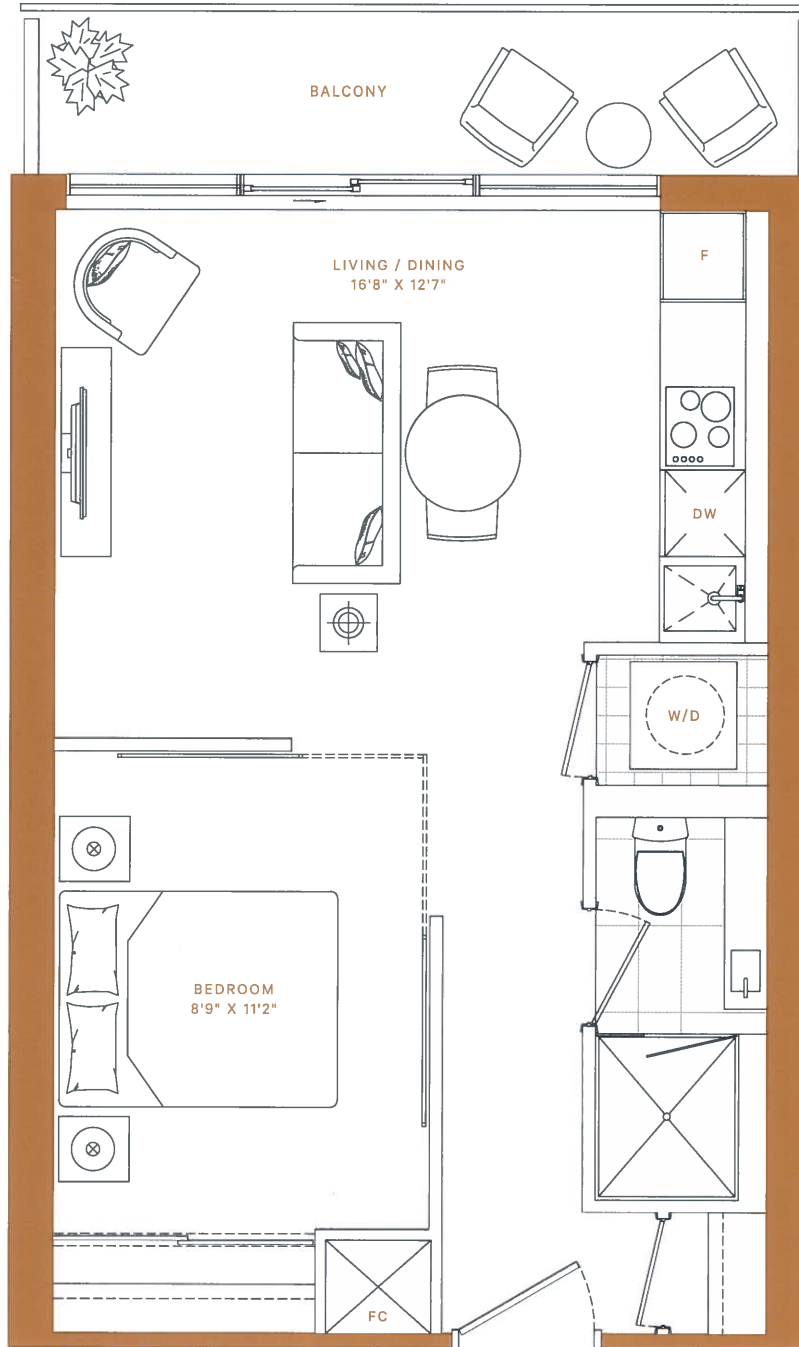 BALCONY
LIVING / DINING
16'8" X 12'7"
F
DW
W/D
BEDROOM
8'9" X 11'2"
FC